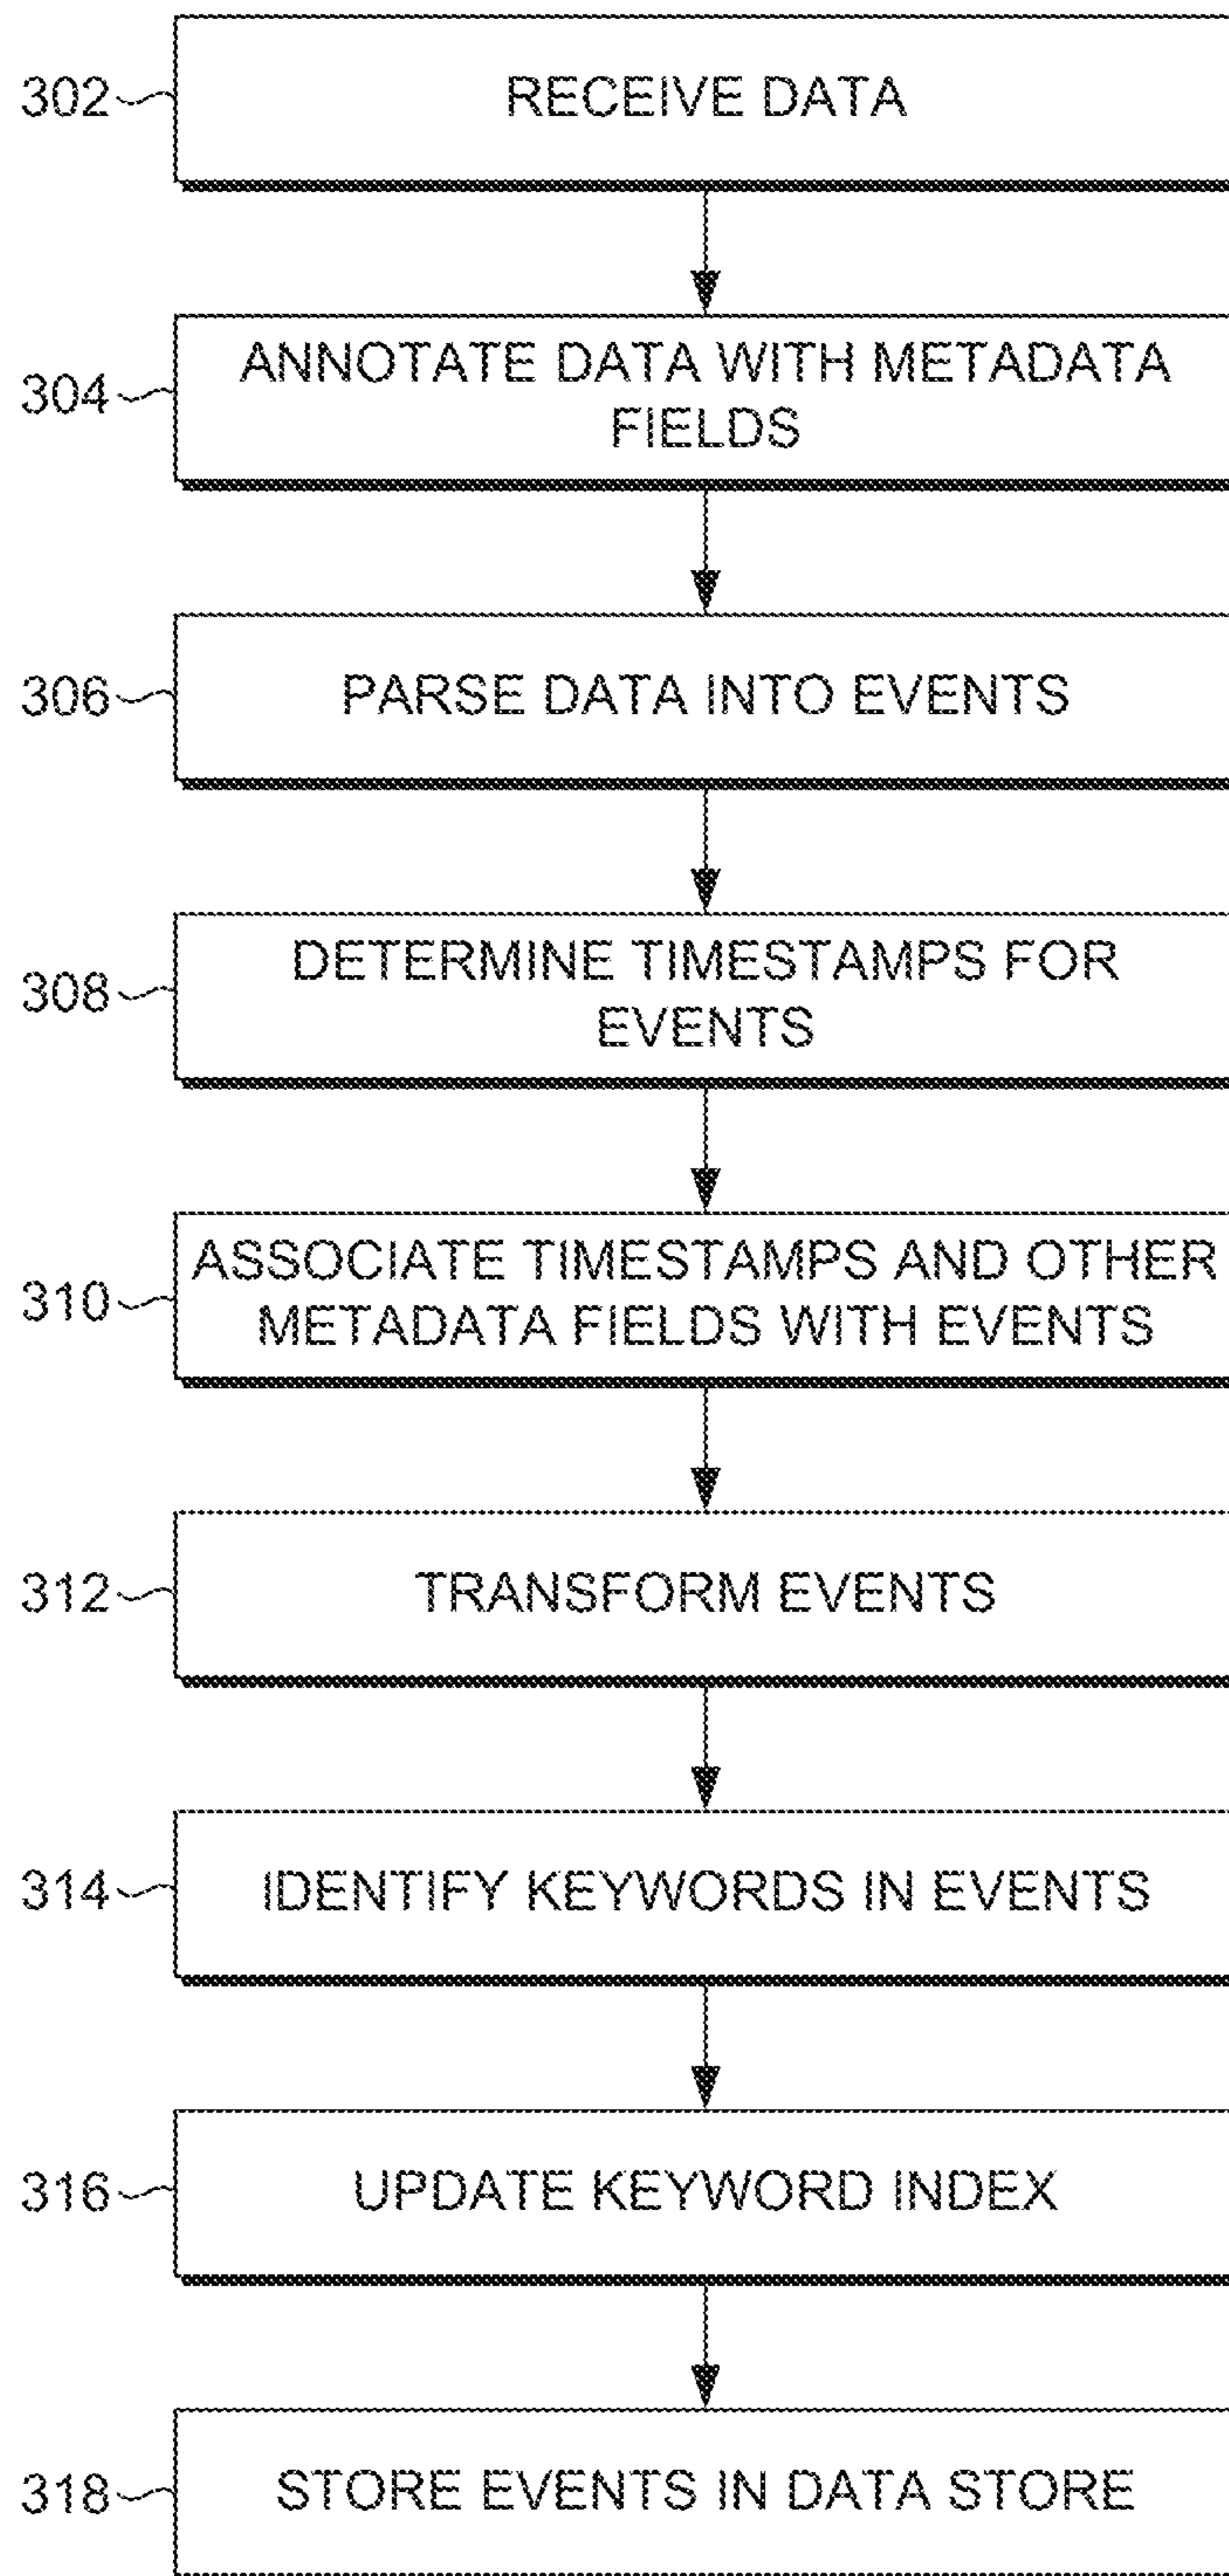 302
RECEIVE DATA
304
ANNOTATE DATA WITH METADATA
FIELDS
306
PARSE DATA INTO EVENTS
308
DETERMINE TIMESTAMPS FOR
EVENTS
310
ASSOCIATE TIMESTAMPS AND OTHER
METADATA FIELDS WITH EVENTS
312
TRANSFORM EVENTS
314
IDENTIFY KEYWORDS IN EVENTS
316
UPDATE KEYWORD INDEX
318
STORE EVENTS IN DATA STORE